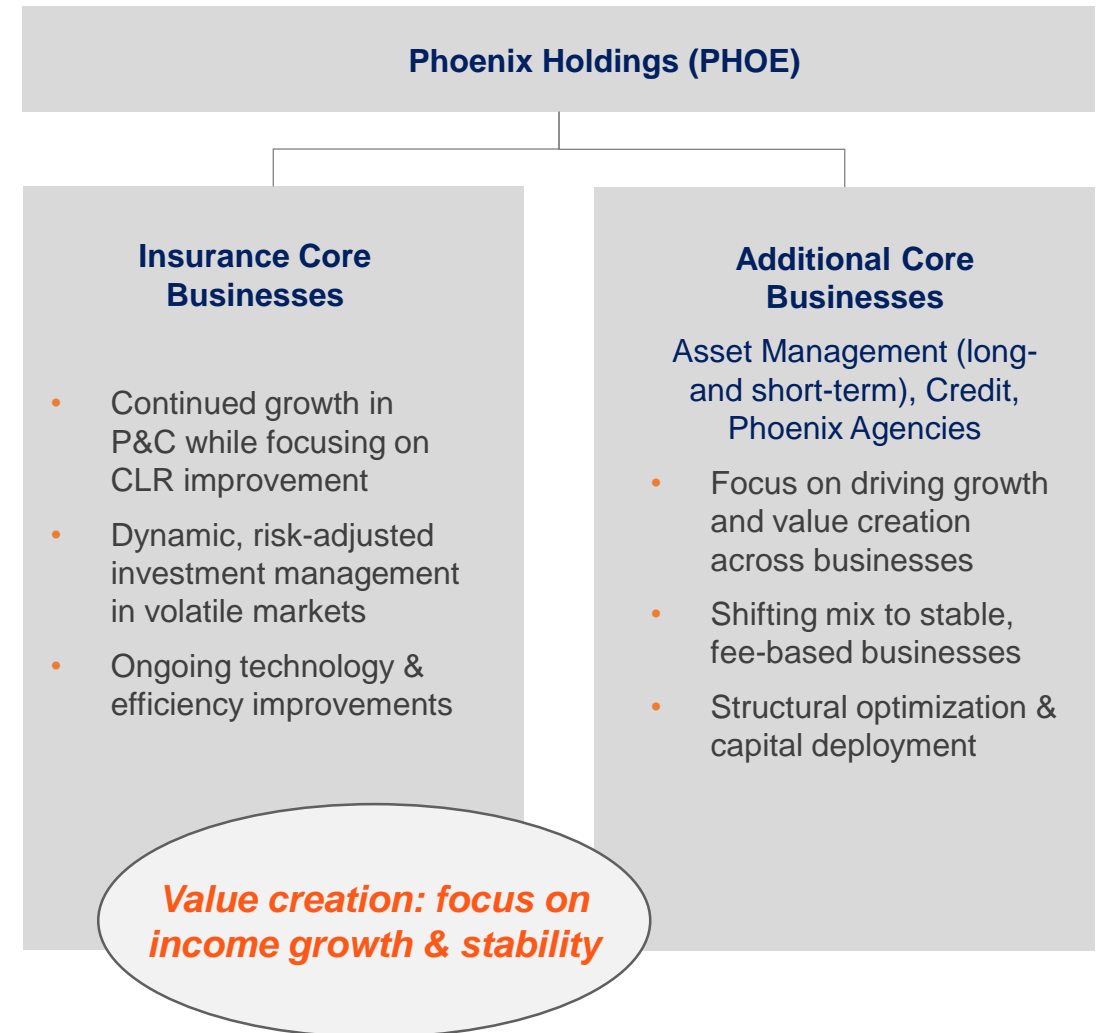 Phoenix Holdings (PHOE)
Insurance Core
Businesses
• Continued growth in
P&C while focusing on
CLR improvement
• Dynamic, risk-adjusted
investment management
in volatile markets
• Ongoing technology &
efficiency improvements
Additional Core
Businesses
Asset Management (long-
and short-term), Credit,
Phoenix Agencies
• Focus on driving growth
and value creation
across businesses
• Shifting mix to stable,
fee-based businesses
• Structural optimization &
capital deployment
Value creation: focus on
income growth & stability